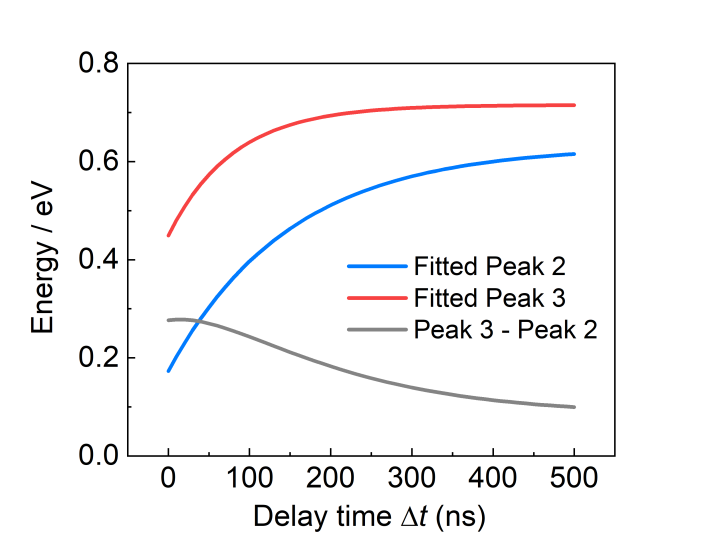 0.8
0.6
0.4
0.2
0.0
Energy / eV
Fitted Peak 2
Fitted Peak 3
Peak 3 - Peak 2
0 100 200 300 400 500
Delay time Δt (ns)